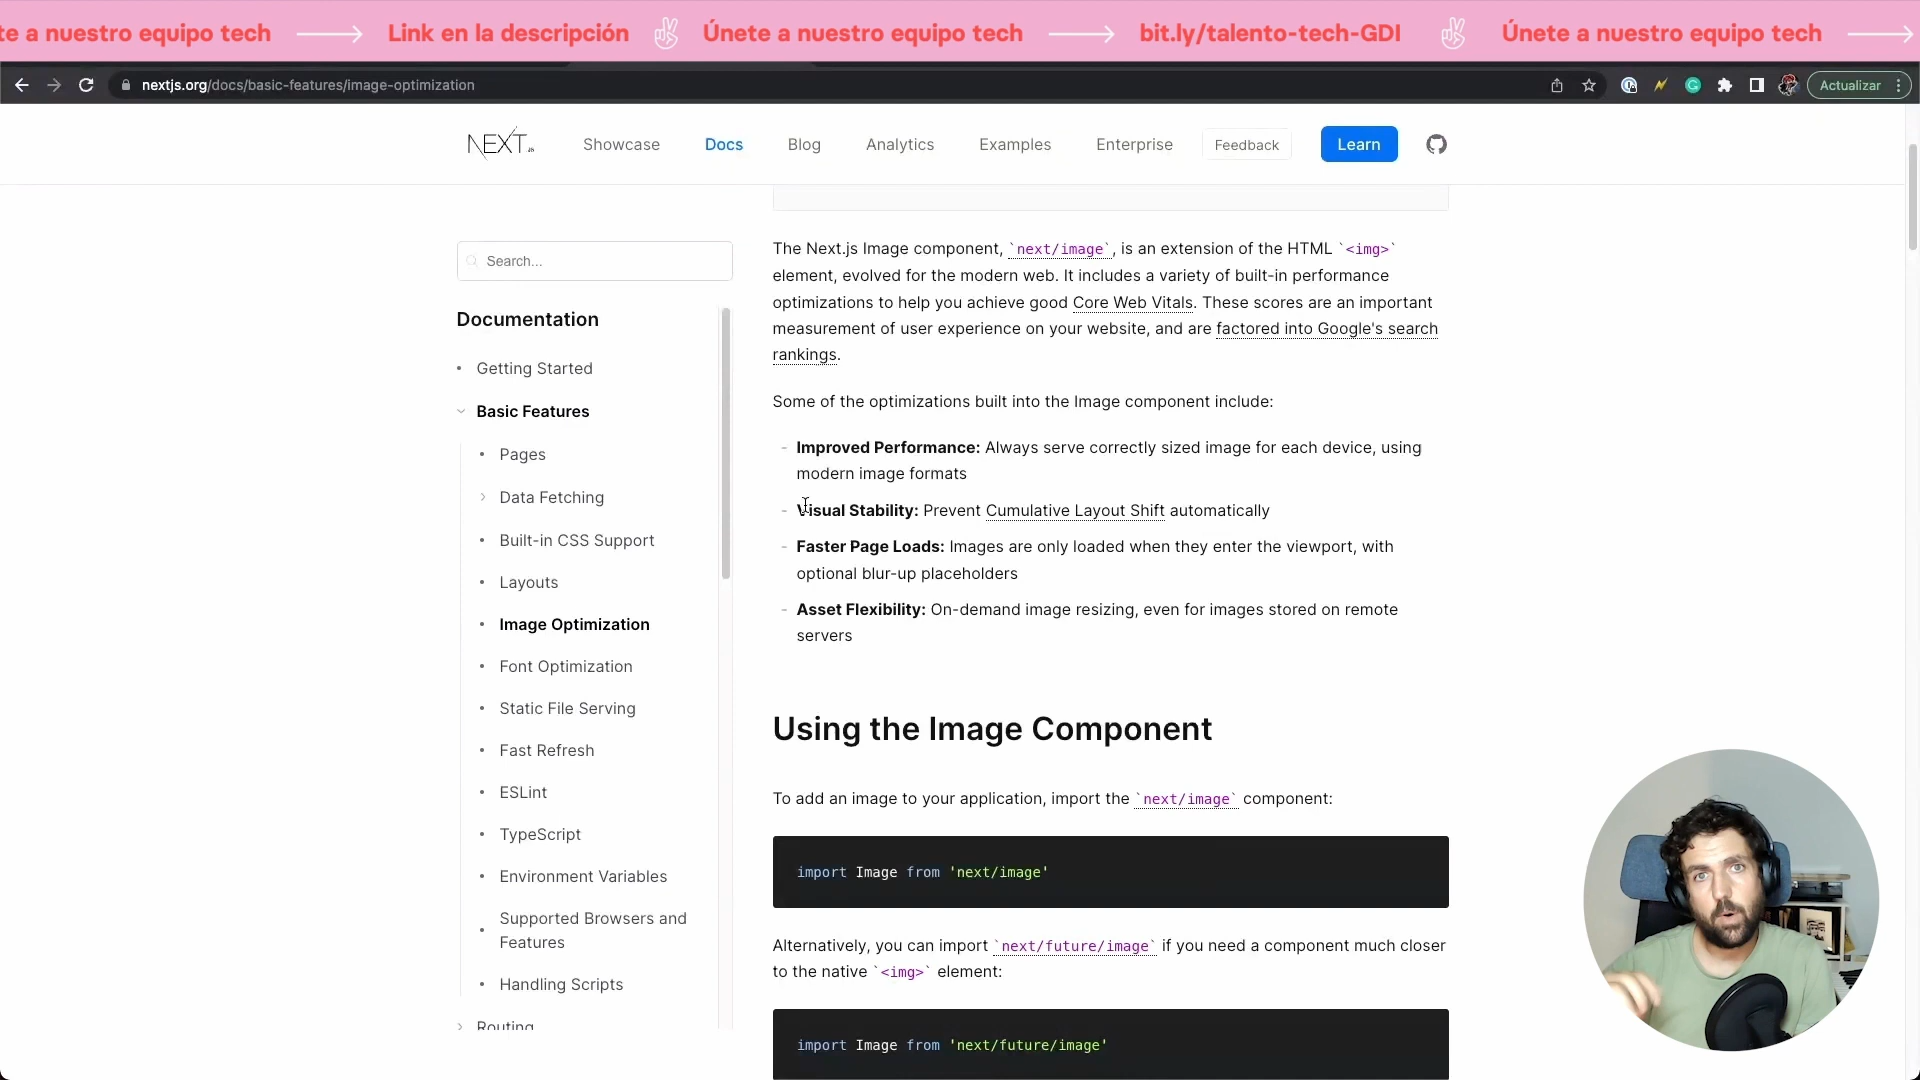 te a nuestro equipo tech → Link en la descripción Únete a nuestro equipo tech → bit.ly/talento-tech-GDI Únete a nuestro equipo tech →
nextjs.org/docs/basic-features/image-optimization
Actualizar
NEXT.JS Showcase Docs Blog Analytics Examples Enterprise Feedback Learn
Search...
Documentation
Getting Started
Basic Features
Pages
Data Fetching
Built-in CSS Support
Layouts
Image Optimization
Font Optimization
Static File Serving
Fast Refresh
ESLint
TypeScript
Environment Variables
Supported Browsers and
Features
Handling Scripts
Routing
The Next.js Image component, `next/image`, is an extension of the HTML `<img>`
element, evolved for the modern web. It includes a variety of built-in performance
optimizations to help you achieve good Core Web Vitals. These scores are an important
measurement of user experience on your website, and are factored into Google's search
rankings.
Some of the optimizations built into the Image component include:
- Improved Performance: Always serve correctly sized image for each device, using
modern image formats
- Visual Stability: Prevent Cumulative Layout Shift automatically
- Faster Page Loads: Images are only loaded when they enter the viewport, with
optional blur-up placeholders
- Asset Flexibility: On-demand image resizing, even for images stored on remote
servers
Using the Image Component
To add an image to your application, import the `next/image` component:
import Image from 'next/image'
Alternatively, you can import `next/future/image` if you need a component much closer
to the native `<img>` element:
import Image from 'next/future/image'